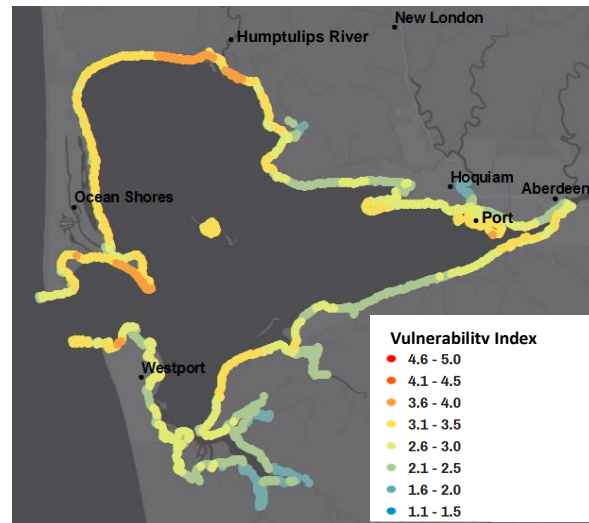 New London
Humptulips River
Hoquiam
Aberdeen
Ocean Shores
Port
Westport
Vulnerability Index
4.6 - 5.0
4.1 - 4.5
3.6 - 4.0
3.1 - 3.5
2.6 - 3.0
2.1 - 2.5
1.6 - 2.0
1.1 - 1.5